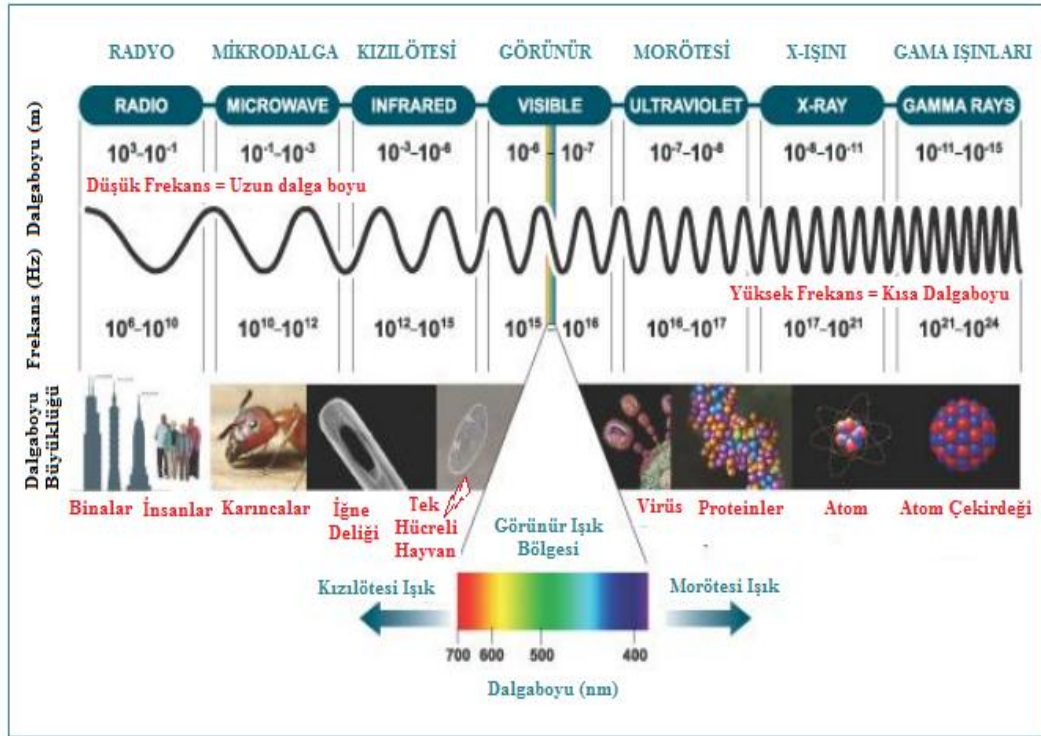 RADYO MİKRODALGA KIZILÖTESİ GÖRÜNÜR MORÖTESİ X-IŞINI GAMA IŞINLARI
RADIO MICROWAVE INFRARED VISIBLE ULTRAVIOLET X-RAY GAMMA RAYS
Dalgaboyu (m)
10³-10⁻¹ 10⁻¹-10⁻³ 10⁻³-10⁻⁶ 10⁻⁶ - 10⁻⁷ 10⁻⁷-10⁻⁸ 10⁻⁸-10⁻¹¹ 10⁻¹¹-10⁻¹⁵
Düşük Frekans = Uzun dalga boyu
Yüksek Frekans = Kısa Dalgaboyu
Frekans (Hz)
10⁶-10¹⁰ 10¹⁰-10¹² 10¹²-10¹⁵ 10¹⁵ - 10¹⁶ 10¹⁶-10¹⁷ 10¹⁷-10²¹ 10²¹-10²⁴
Dalgaboyu
Büyüklüğü
Binalar İnsanlar Karıncalar İğne Deliği Tek Hücreli Hayvan Virüs Proteinler Atom Atom Çekirdeği
Görünür Işık
Bölgesi
Kızılötesi Işık Morötesi Işık
700 600 500 400
Dalgaboyu (nm)